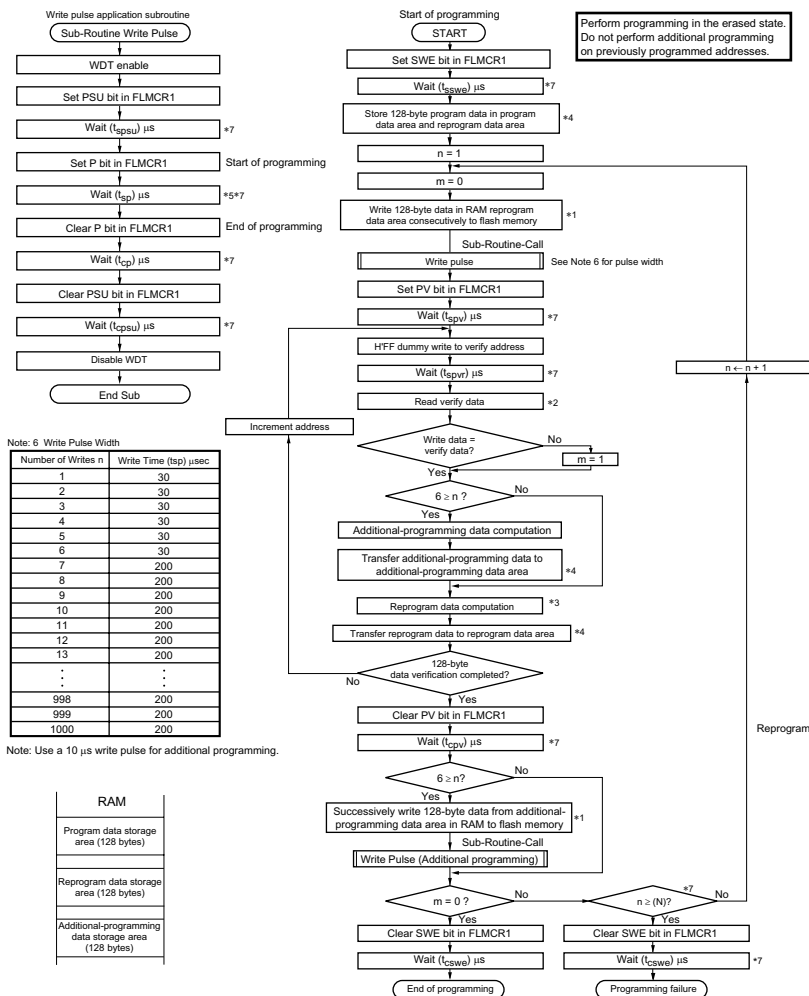 Write pulse application subroutine
Sub-Routine Write Pulse
WDT enable
Set PSU bit in FLMCR1
Wait (tspsu) μs
*7
Set P bit in FLMCR1
Start of programming
Wait (tsp) μs
*5*7
Clear P bit in FLMCR1
End of programming
Wait (tcp) μs
*7
Clear PSU bit in FLMCR1
Wait (tcpsu) μs
*7
Disable WDT
End Sub
Note: 6 Write Pulse Width
Number of Writes n Write Time (tsp) μsec
1 30
2 30
3 30
4 30
5 30
6 30
7 200
8 200
9 200
10 200
11 200
12 200
13 200
998 200
999 200
1000 200
Note: Use a 10 μs write pulse for additional programming.
RAM
Program data storage
area (128 bytes)
Reprogram data storage
area (128 bytes)
Additional-programming
data storage area
(128 bytes)
Start of programming
START
Set SWE bit in FLMCR1
Wait (tsswe) μs
*7
Store 128-byte program data in program
data area and reprogram data area
*4
n = 1
m = 0
Write 128-byte data in RAM reprogram
data area consecutively to flash memory
*1
Sub-Routine-Call
Write pulse
See Note 6 for pulse width
Set PV bit in FLMCR1
Wait (tspv) μs
*7
H'FF dummy write to verify address
Wait (tspvr) μs
*7
Read verify data
*2
Increment address
Write data =
verify data?
No
m = 1
Yes
6 ≥ n ?
No
Yes
Additional-programming data computation
Transfer additional-programming data to
additional-programming data area
*4
Reprogram data computation
*3
Transfer reprogram data to reprogram data area
*4
128-byte
data verification completed?
No
Yes
Clear PV bit in FLMCR1
Wait (tcpv) μs
*7
6 ≥ n?
No
Yes
Successively write 128-byte data from additional-
programming data area in RAM to flash memory
*1
Sub-Routine-Call
Write Pulse (Additional programming)
m = 0 ?
No
Yes
Clear SWE bit in FLMCR1
Wait (tcswe) μs
End of programming
n ≥ (N)?
*7
No
Yes
Clear SWE bit in FLMCR1
Wait (tcswe) μs
*7
Programming failure
n ← n + 1
Reprogram
Perform programming in the erased state.
Do not perform additional programming
on previously programmed addresses.